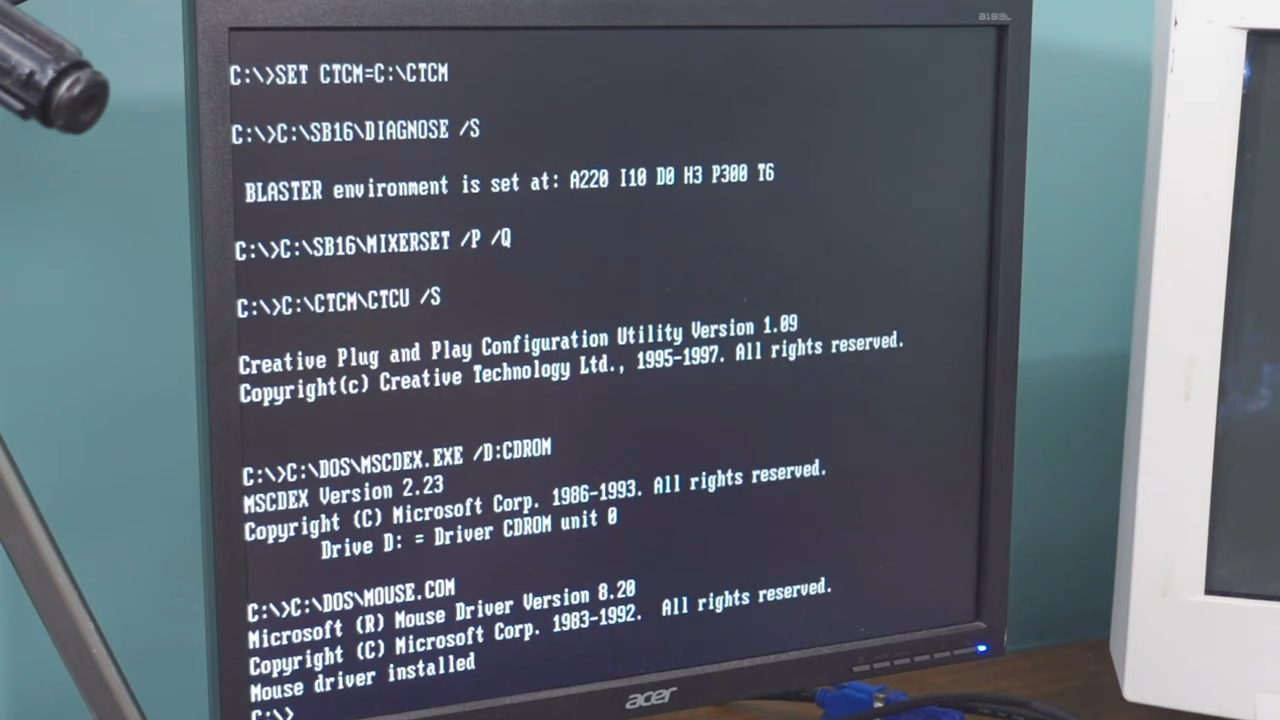 B193L
C:\>SET CTCM=C:\CTCM
C:\>C:\SB16\DIAGNOSE /S
BLASTER environment is set at: A220 I10 D0 H3 P300 T6
C:\>C:\SB16\MIXERSET /P /Q
C:\>C:\CTCM\CTCU /S
Creative Plug and Play Configuration Utility Version 1.09
Copyright(c) Creative Technology Ltd., 1995-1997. All rights reserved.
C:\>C:\DOS\MSCDEX.EXE /D:CDROM
MSCDEX Version 2.23
Copyright (C) Microsoft Corp. 1986-1993. All rights reserved.
Drive D: = Driver CDROM unit 0
C:\>C:\DOS\MOUSE.COM
Microsoft (R) Mouse Driver Version 8.20
Copyright (C) Microsoft Corp. 1983-1992. All rights reserved.
Mouse driver installed
C:\>
acer